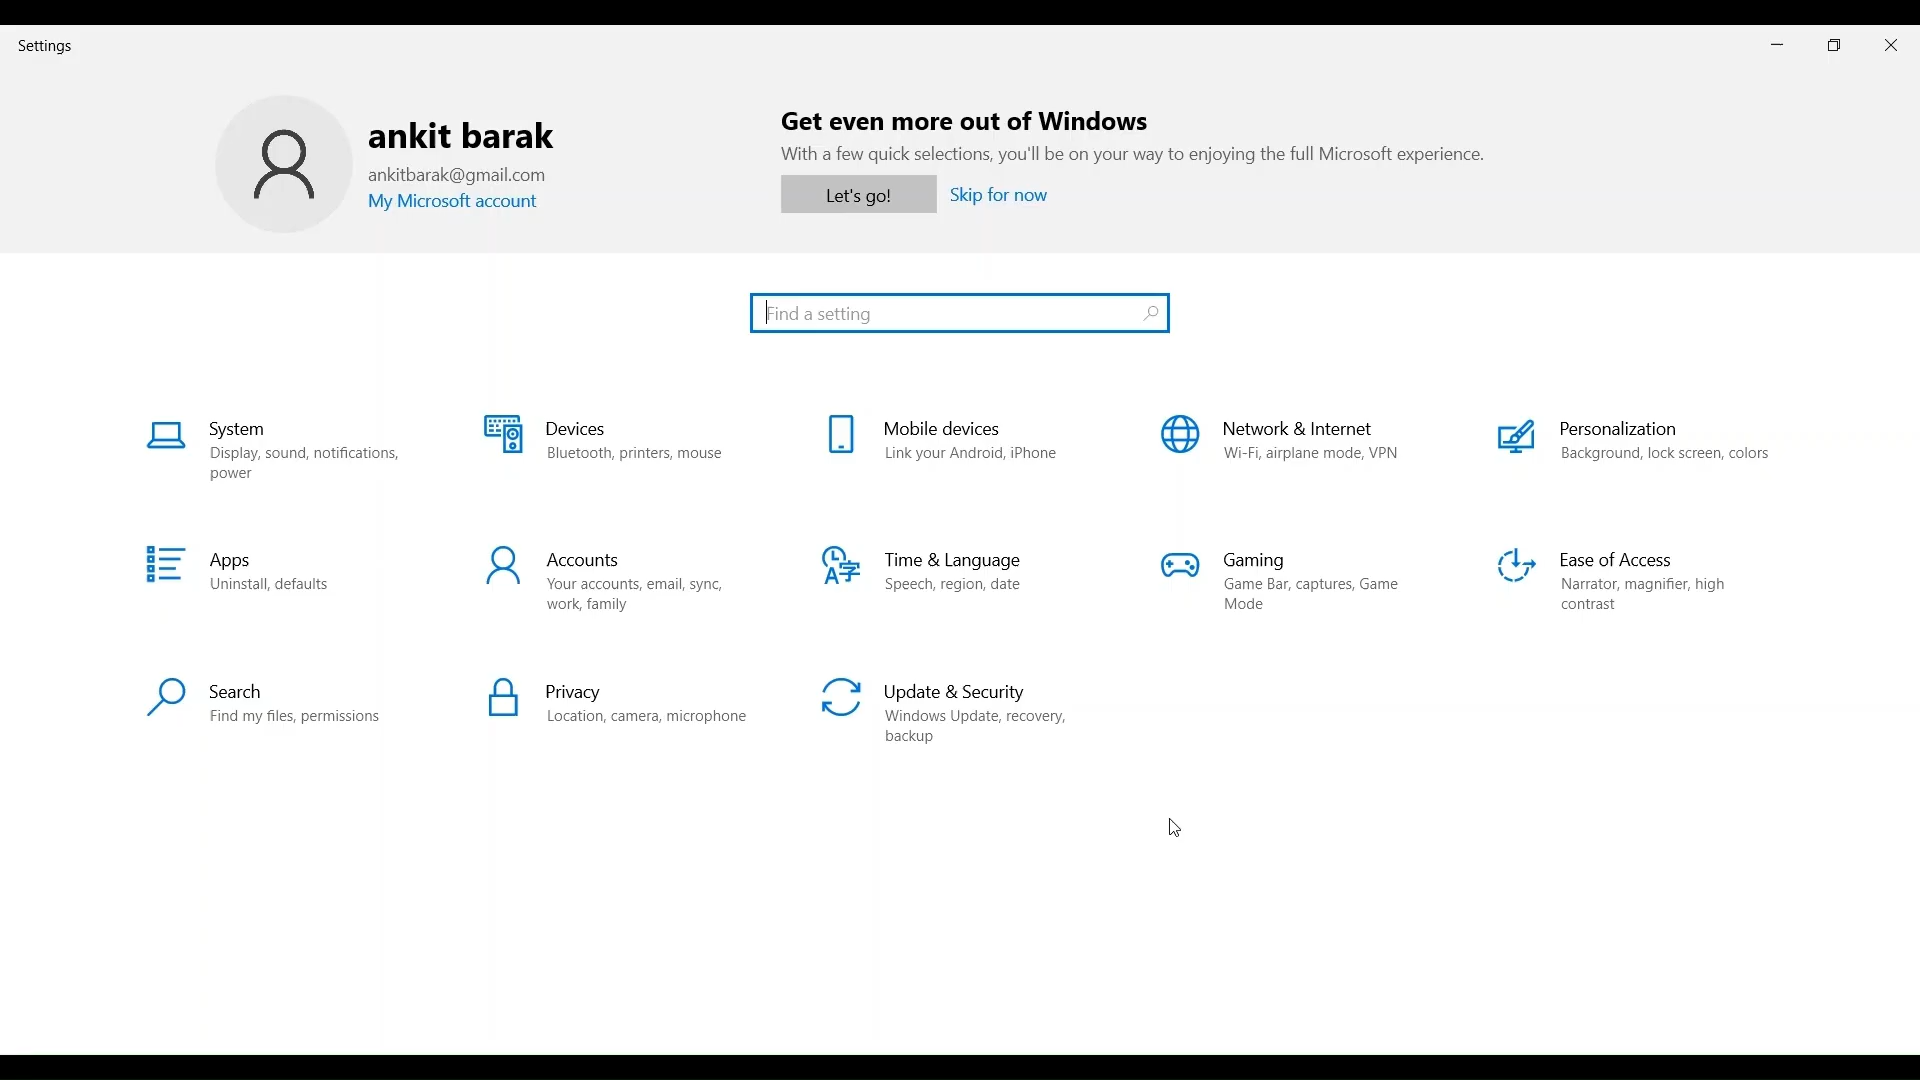 Settings
ankit barak
ankitbarak@gmail.com
My Microsoft account
Get even more out of Windows
With a few quick selections, you'll be on your way to enjoying the full Microsoft experience.
Let's go! Skip for now
Find a setting
System
Display, sound, notifications,
power
Devices
Bluetooth, printers, mouse
Mobile devices
Link your Android, iPhone
Network & Internet
Wi-Fi, airplane mode, VPN
Personalization
Background, lock screen, colors
Apps
Uninstall, defaults
Accounts
Your accounts, email, sync,
work, family
Time & Language
Speech, region, date
Gaming
Game Bar, captures, Game
Mode
Ease of Access
Narrator, magnifier, high
contrast
Search
Find my files, permissions
Privacy
Location, camera, microphone
Update & Security
Windows Update, recovery,
backup